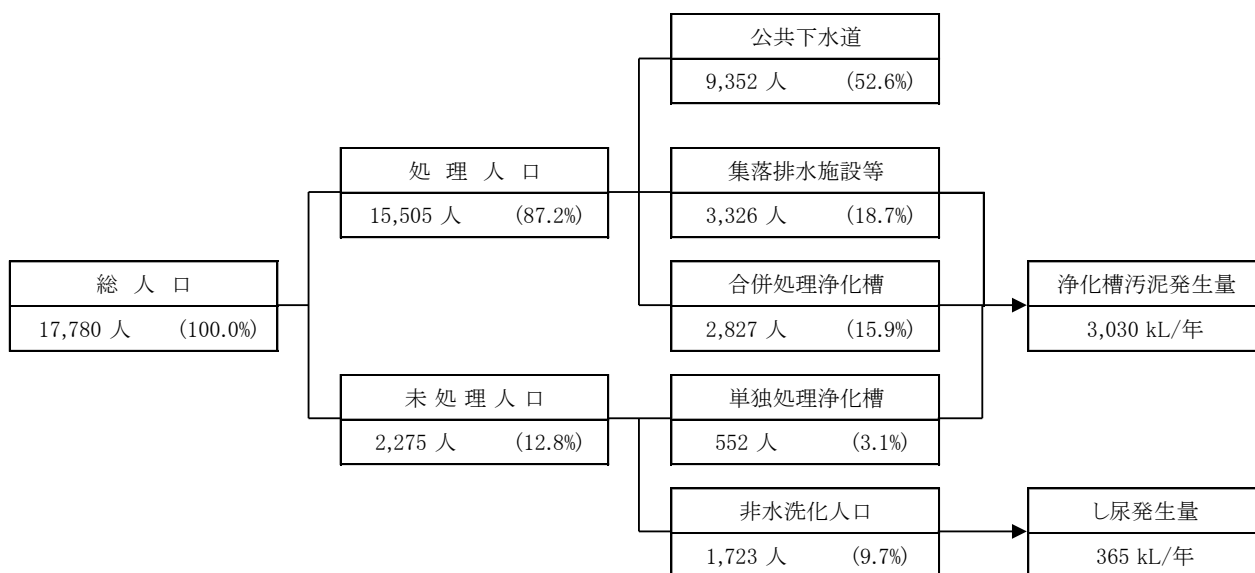 公共下水道
9,352 人 (52.6%)
処 理 人 口
15,505 人 (87.2%)
集落排水施設等
3,326 人 (18.7%)
総 人 口
17,780 人 (100.0%)
合併処理浄化槽
2,827 人 (15.9%)
浄化槽汚泥発生量
3,030 kL/年
未 処 理 人 口
2,275 人 (12.8%)
単独処理浄化槽
552 人 (3.1%)
非水洗化人口
1,723 人 (9.7%)
し尿発生量
365 kL/年